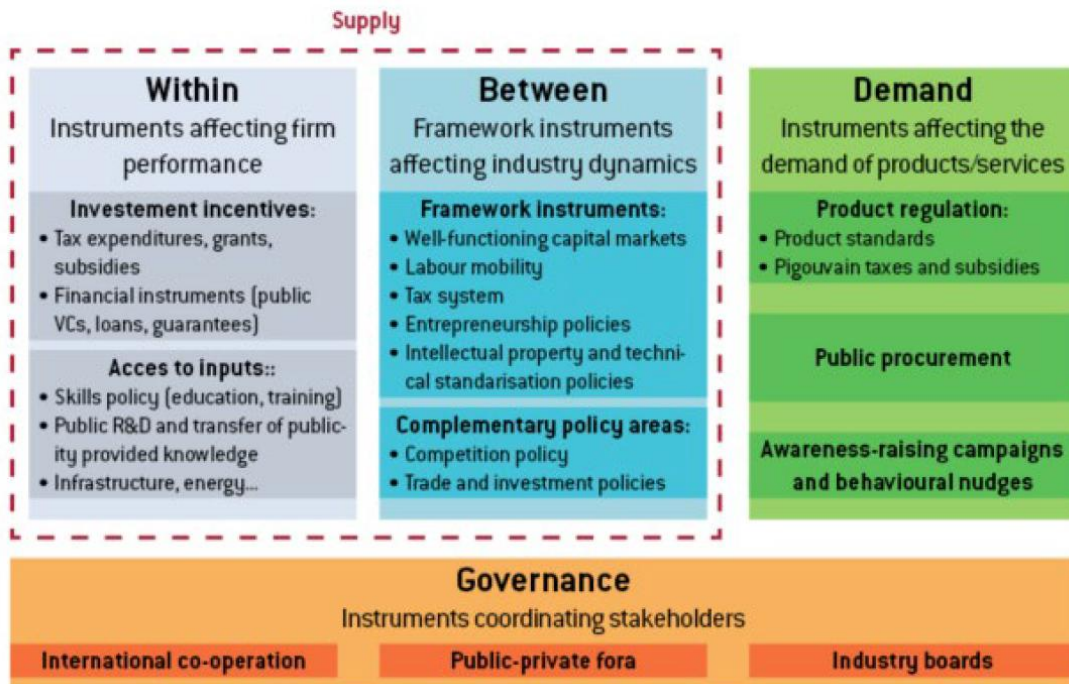 Supply
Within
Instruments affecting firm
performance
Investement incentives:
• Tax expenditures, grants,
subsidies
• Financial instruments (public
VCs, loans, guarantees)
Acces to inputs::
• Skills policy (education, training)
• Public R&D and transfer of public-
ity provided knowledge
• Infrastructure, energy...
Between
Framework instruments
affecting industry dynamics
Framework instruments:
• Well-functioning capital markets
• Labour mobility
• Tax system
• Entrepreneurship policies
• Intellectual property and techni-
cal standarisation policies
Complementary policy areas:
• Competition policy
• Trade and investment policies
Demand
Instruments affecting the
demand of products/services
Product regulation:
• Product standards
• Pigouvain taxes and subsidies
Public procurement
Awareness-raising campaigns
and behavioural nudges
Governance
Instruments coordinating stakeholders
International co-operation
Public-private fora
Industry boards